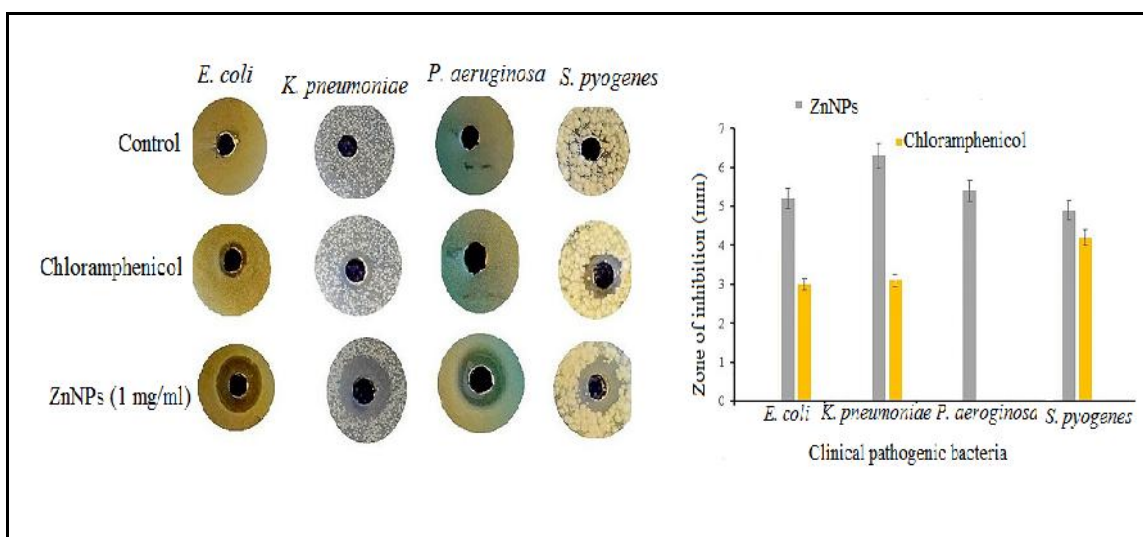 E. coli
K. pneumoniae
P. aeruginosa
S. pyogenes
Control
Chloramphenicol
ZnNPs (1 mg/ml)
ZnNPs
Chloramphenicol
Zone of inhibition (mm)
7
6
5
4
3
2
1
0
E. coli K. pneumoniae P. aeroginosa S. pyogenes
Clinical pathogenic bacteria